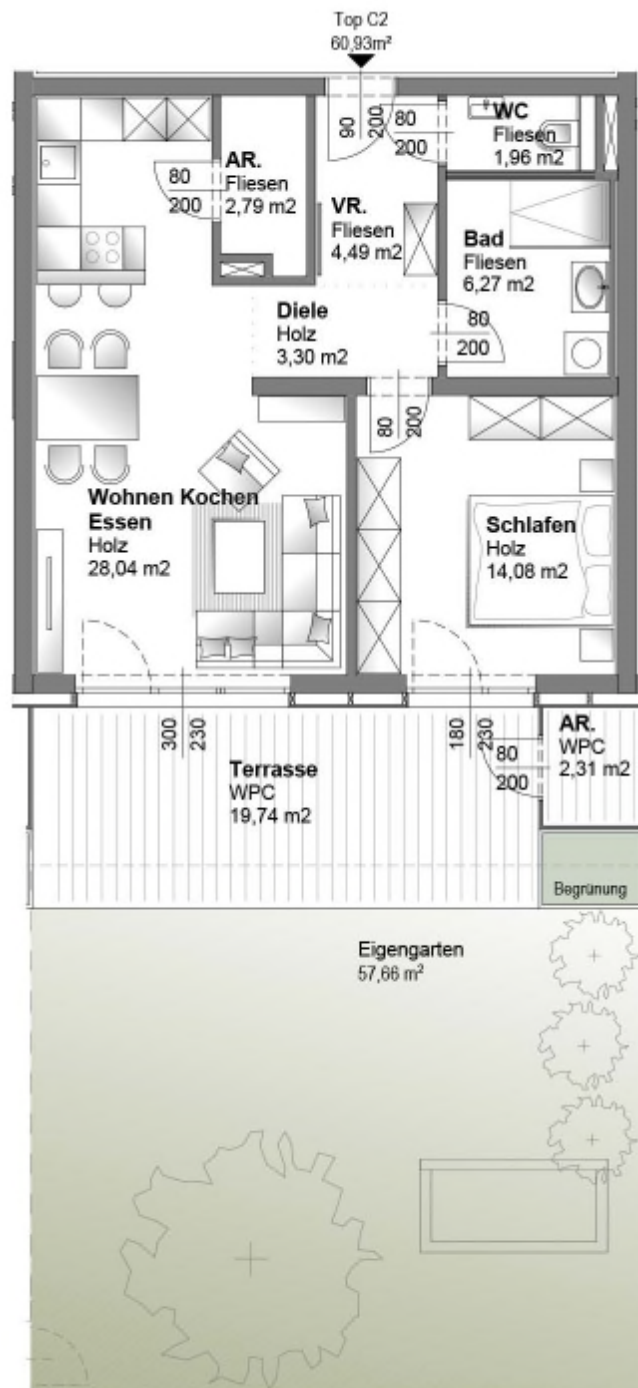 Top C2
60,93m²
90
200
80
200
WC
Fliesen
1,96 m2
80
200
AR.
Fliesen
2,79 m2
VR.
Fliesen
4,49 m2
Bad
Fliesen
6,27 m2
Diele
Holz
3,30 m2
80
200
80
200
Wohnen Kochen
Essen
Holz
28,04 m2
Schlafen
Holz
14,08 m2
300
230
180
230
Terrasse
WPC
19,74 m2
80
200
AR.
WPC
2,31 m2
Begrünung
Eigengarten
57,66 m²